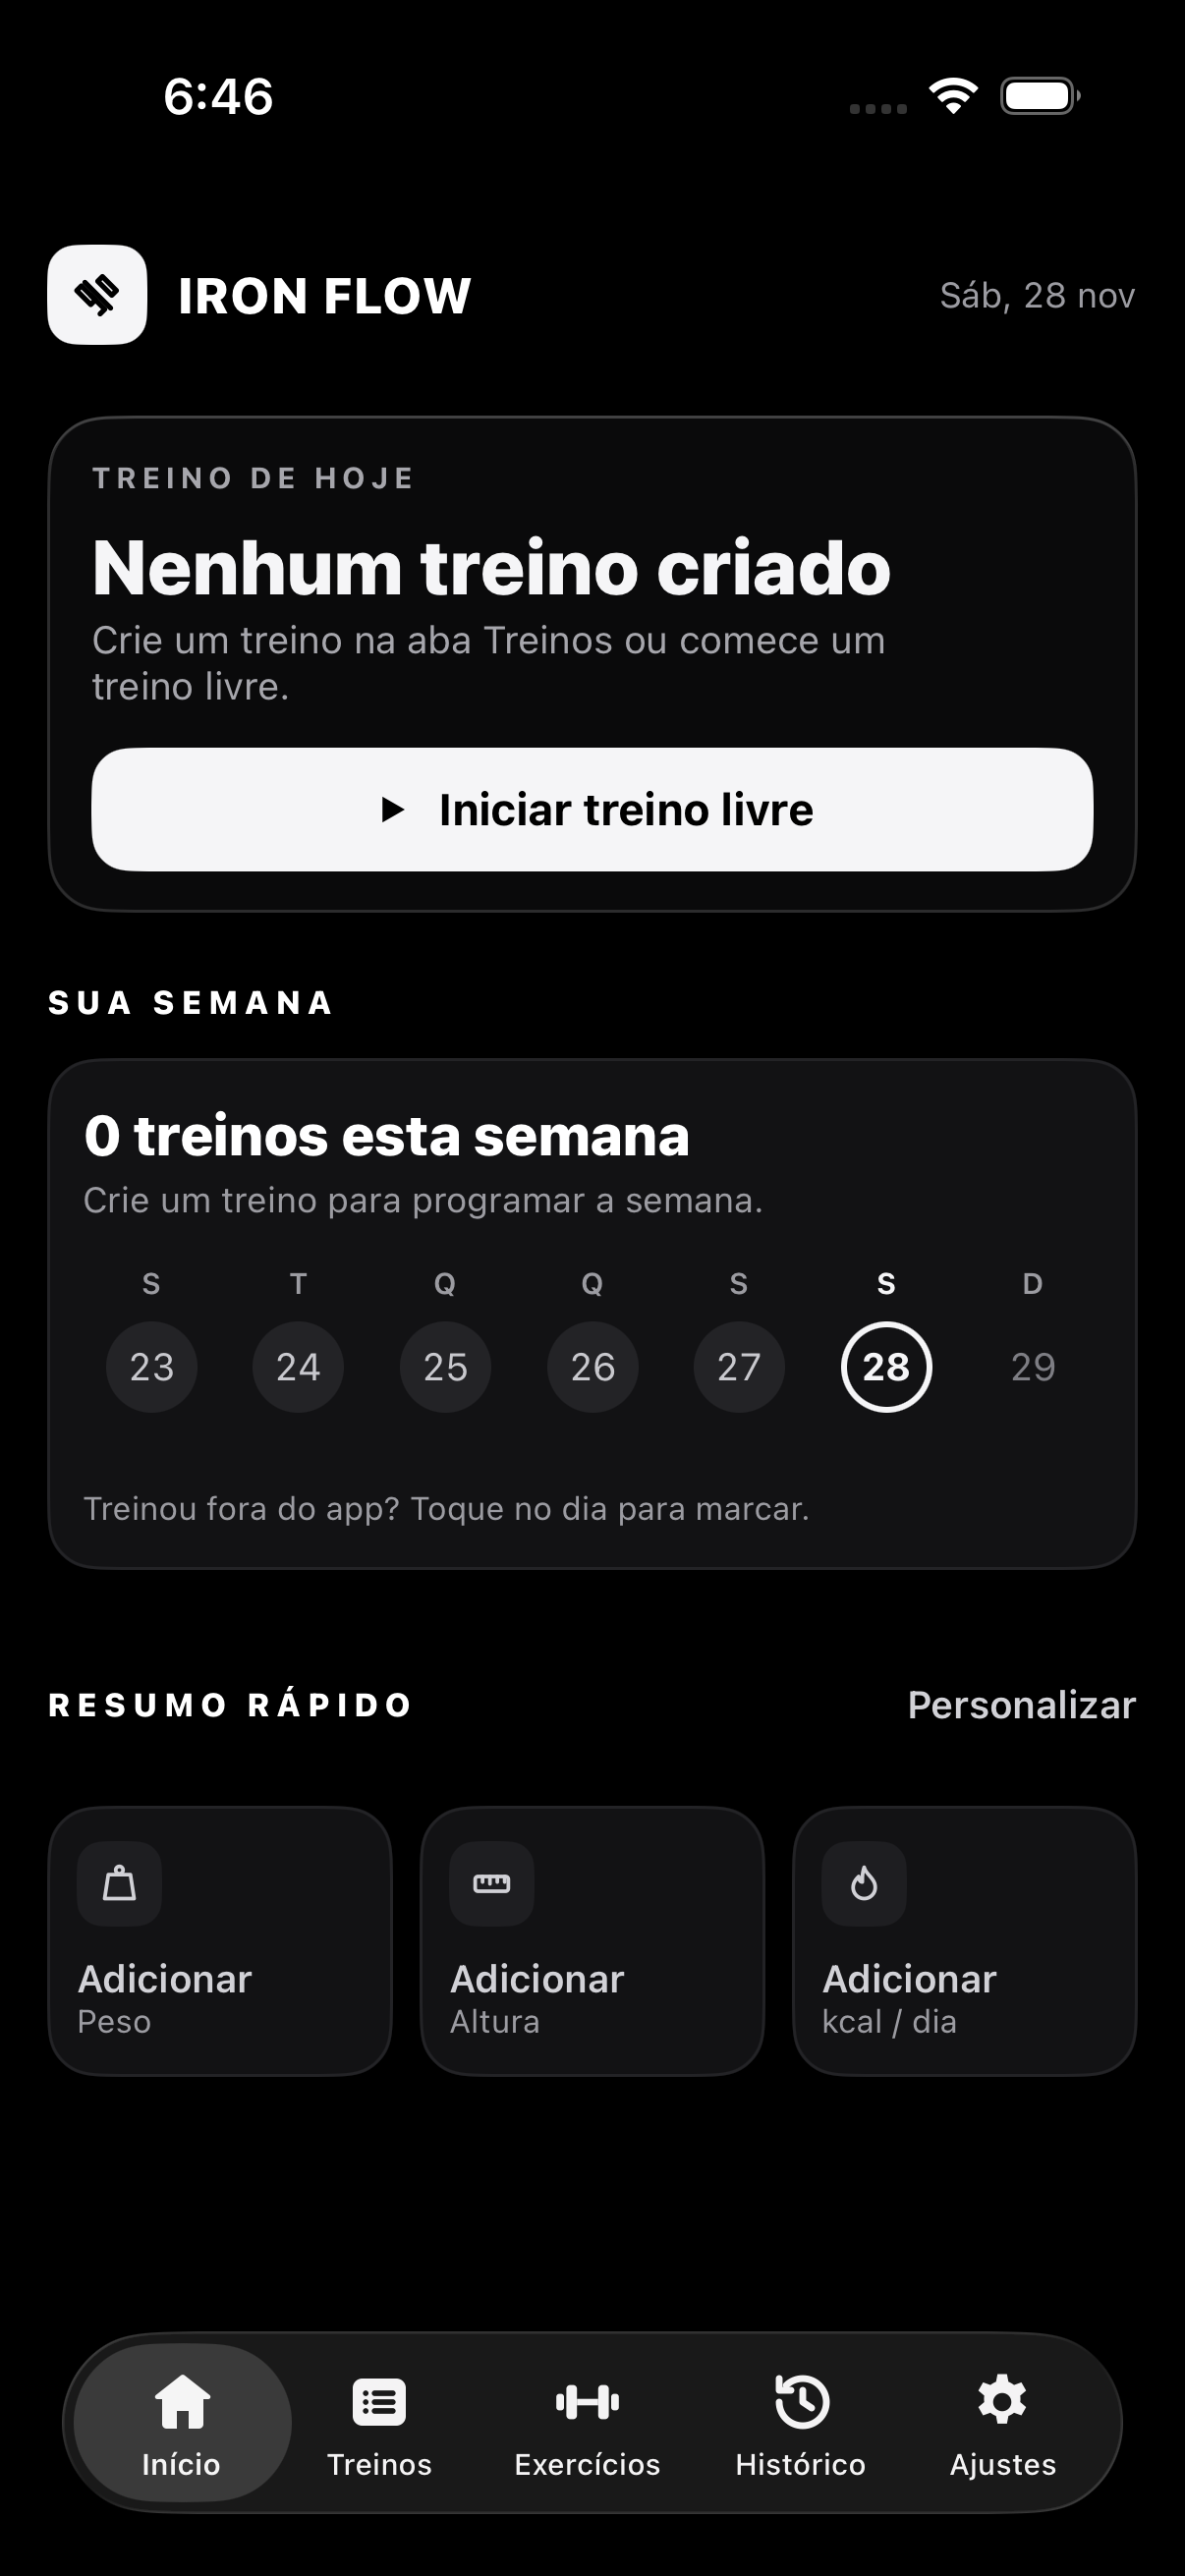 6:46
IRON FLOW
Sáb, 28 nov
TREINO DE HOJE
Nenhum treino criado
Crie um treino na aba Treinos ou comece um
treino livre.
Iniciar treino livre
SUA SEMANA
0 treinos esta semana
Crie um treino para programar a semana.
S T Q Q S S D
23 24 25 26 27 28 29
Treinou fora do app? Toque no dia para marcar.
RESUMO RÁPIDO
Personalizar
Adicionar
Peso
Adicionar
Altura
Adicionar
kcal / dia
Início Treinos Exercícios Histórico Ajustes